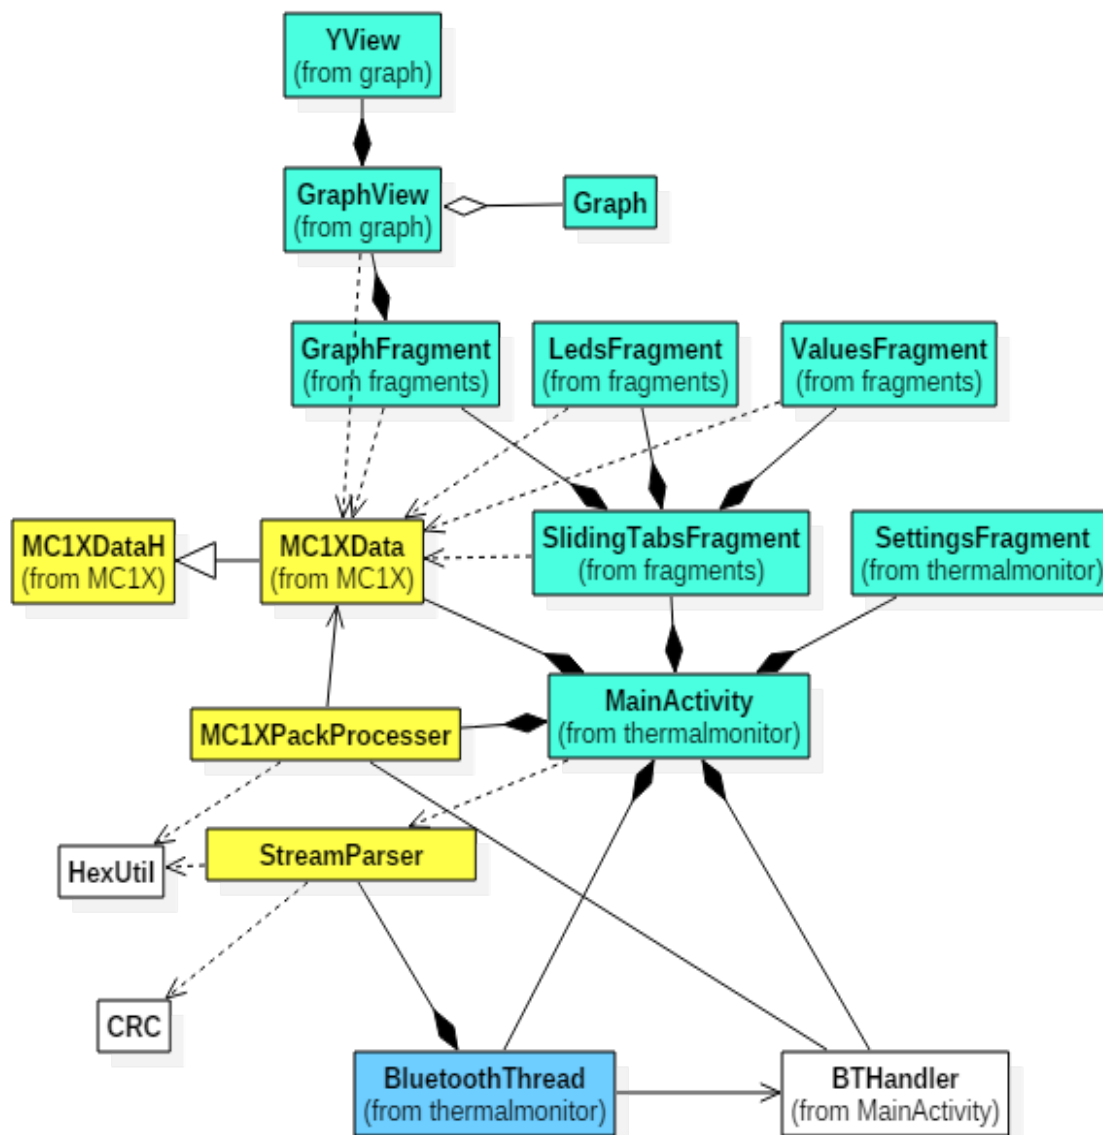 YView
(from graph)
GraphView
(from graph)
Graph
GraphFragment
(from fragments)
LedsFragment
(from fragments)
ValuesFragment
(from fragments)
MC1XDataH
(from MC1X)
MC1XData
(from MC1X)
SlidingTabsFragment
(from fragments)
SettingsFragment
(from thermalmonitor)
MainActivity
(from thermalmonitor)
MC1XPackProcesser
StreamParser
HexUtil
CRC
BluetoothThread
(from thermalmonitor)
BTHandler
(from MainActivity)